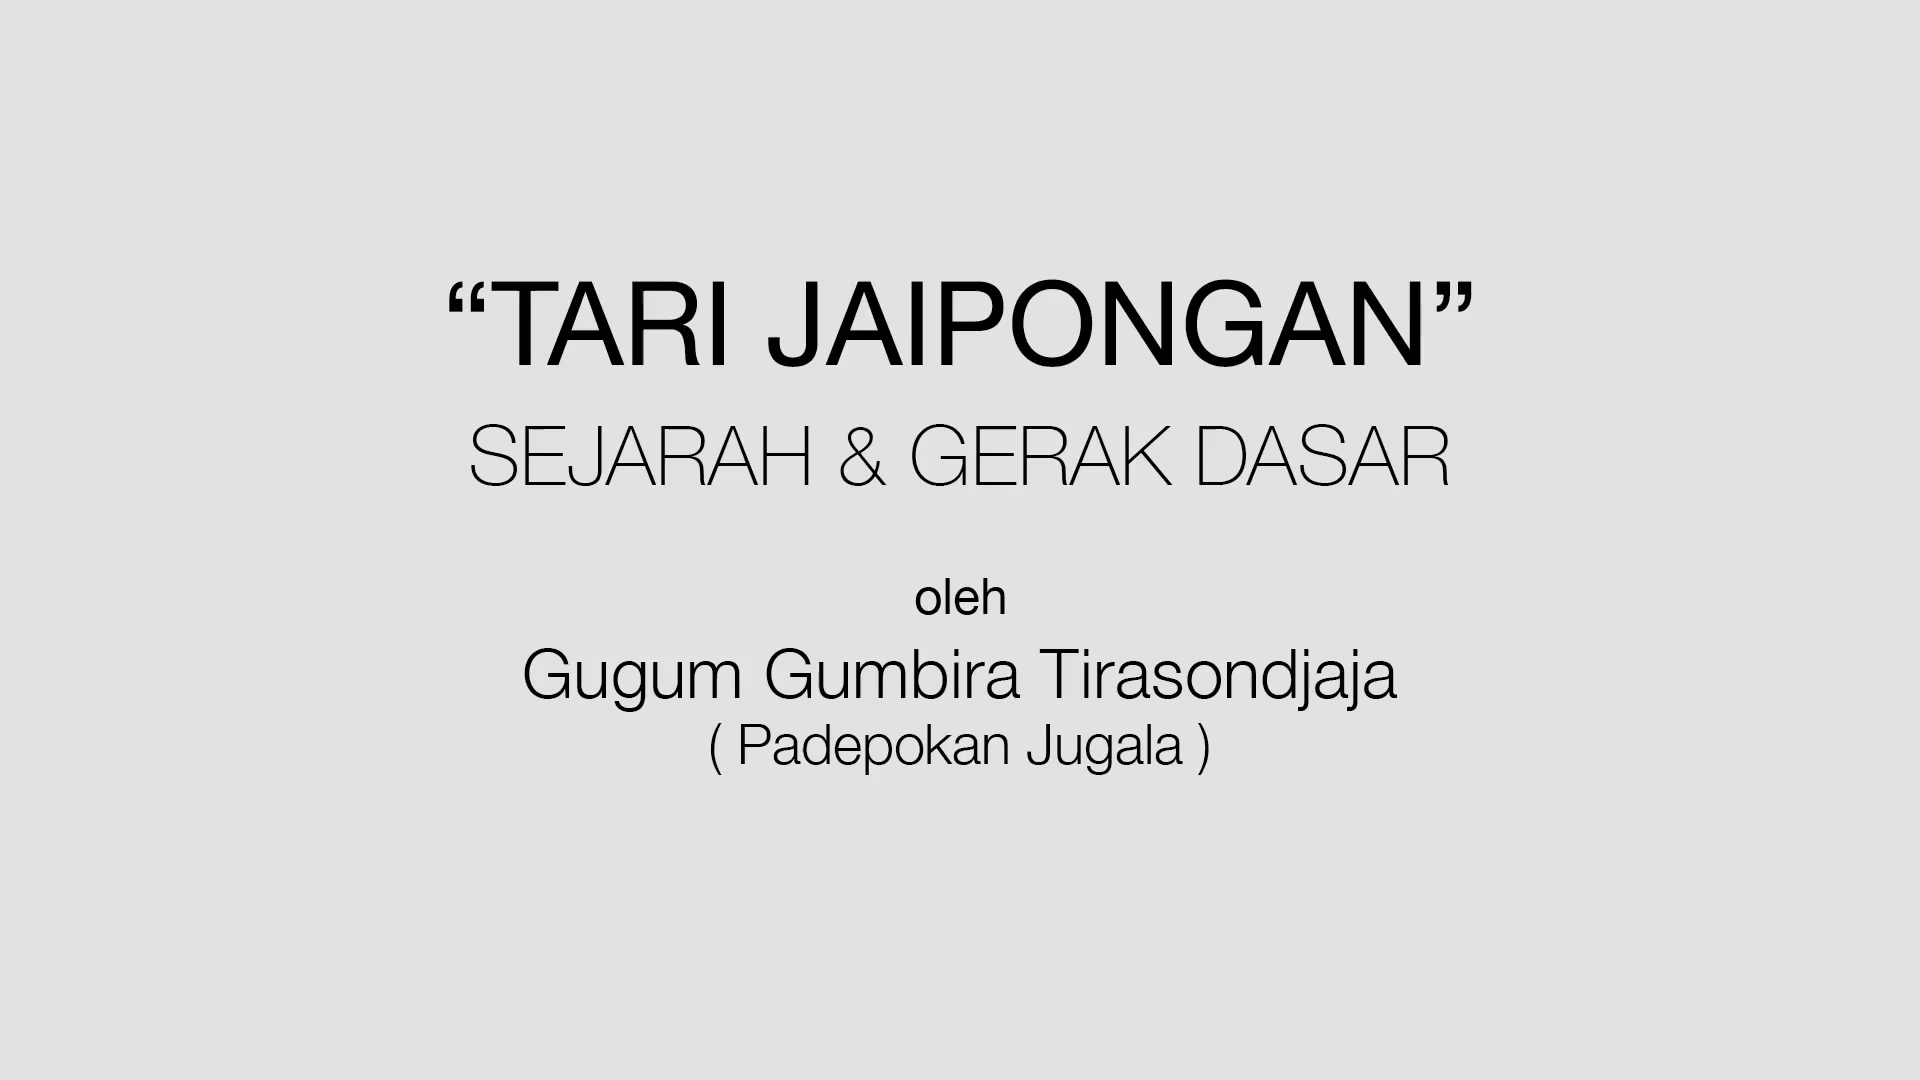 “TARI JAIPONGAN”
SEJARAH & GERAK DASAR
oleh
Gugum Gumbira Tirasondjaja
( Padepokan Jugala )